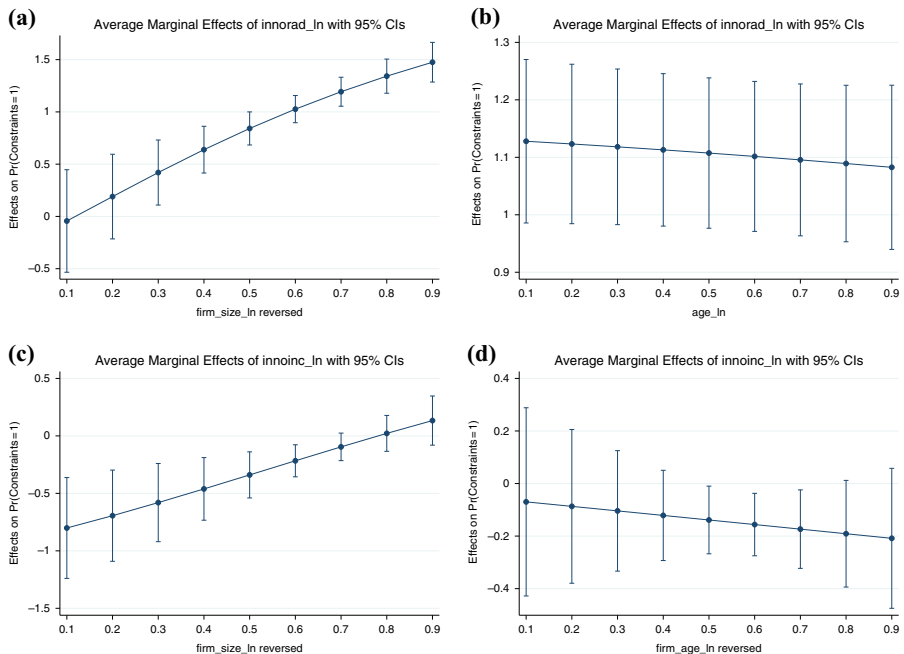 (a)
Average Marginal Effects of innorad_ln with 95% CIs
Effects on Pr(Constraints=1)
1.5
1
0.5
0
−0.5
0.1 0.2 0.3 0.4 0.5 0.6 0.7 0.8 0.9
firm_size_ln reversed
(b)
Average Marginal Effects of innorad_ln with 95% CIs
Effects on Pr(Constraints=1)
1.3
1.2
1.1
1
0.9
0.1 0.2 0.3 0.4 0.5 0.6 0.7 0.8 0.9
age_ln
(c)
Average Marginal Effects of innoinc_ln with 95% CIs
Effects on Pr(Constraints=1)
0.5
0
−0.5
−1
−1.5
0.1 0.2 0.3 0.4 0.5 0.6 0.7 0.8 0.9
firm_size_ln reversed
(d)
Average Marginal Effects of innoinc_ln with 95% CIs
Effects on Pr(Constraints=1)
0.4
0.2
0
−0.2
−0.4
0.1 0.2 0.3 0.4 0.5 0.6 0.7 0.8 0.9
firm_age_ln reversed